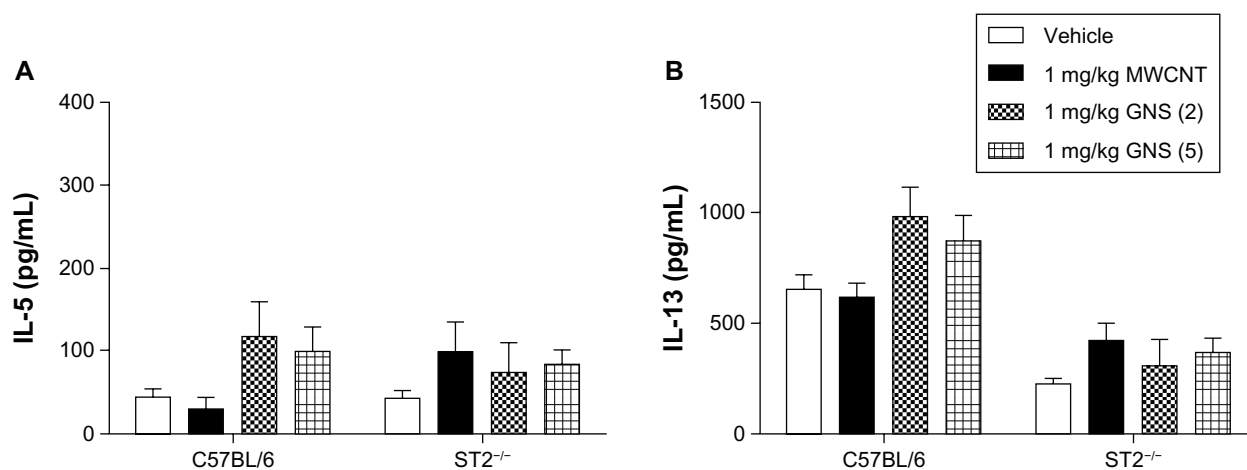 A
IL-5 (pg/mL)
400
300
200
100
0
C57BL/6
ST2⁻/⁻
B
IL-13 (pg/mL)
1500
1000
500
0
C57BL/6
ST2⁻/⁻
Vehicle
1 mg/kg MWCNT
1 mg/kg GNS (2)
1 mg/kg GNS (5)